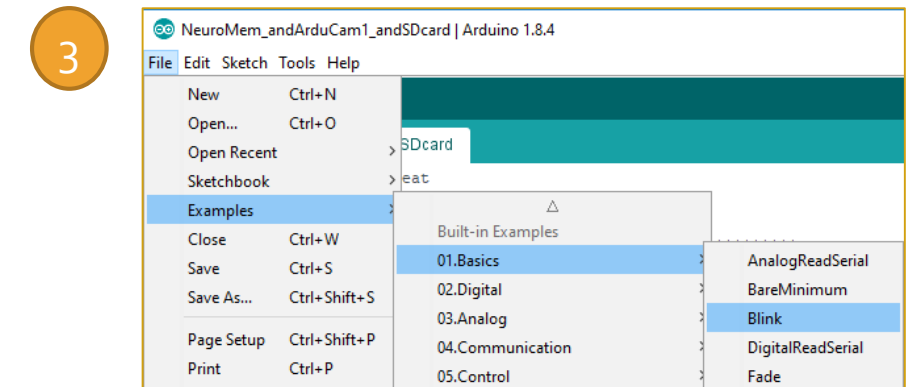 3
NeuroMem_andArduCam1_andSDcard | Arduino 1.8.4
File Edit Sketch Tools Help
New Ctrl+N
Open... Ctrl+O
Open Recent >
Sketchbook >
Examples >
Close Ctrl+W
Save Ctrl+S
Save As... Ctrl+Shift+S
Page Setup Ctrl+Shift+P
Print Ctrl+P
SDcard
eat
Built-in Examples
01.Basics >
02.Digital >
03.Analog >
04.Communication >
05.Control >
AnalogReadSerial
BareMinimum
Blink
DigitalReadSerial
Fade